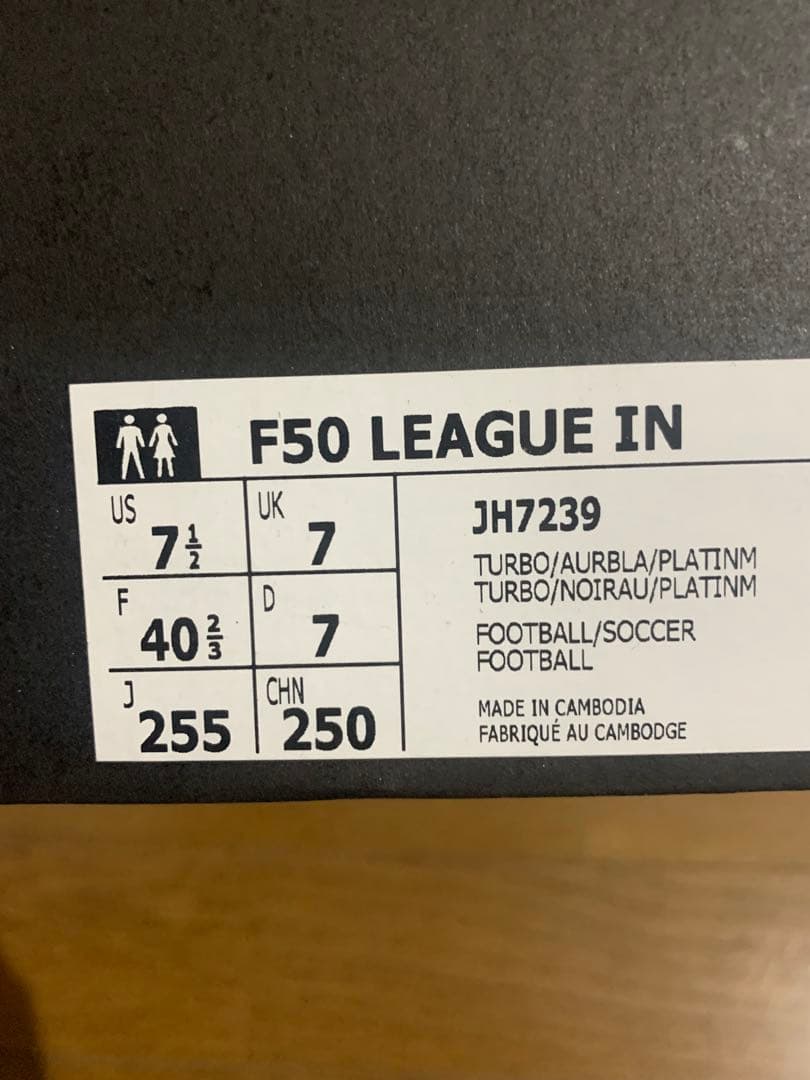 F50 LEAGUE IN
US 7½
UK 7
F 40⅔
D 7
J 255
CHN 250
JH7239
TURBO/AURBLA/PLATINM
TURBO/NOIRAU/PLATINM
FOOTBALL/SOCCER
FOOTBALL
MADE IN CAMBODIA
FABRIQUÉ AU CAMBODGE